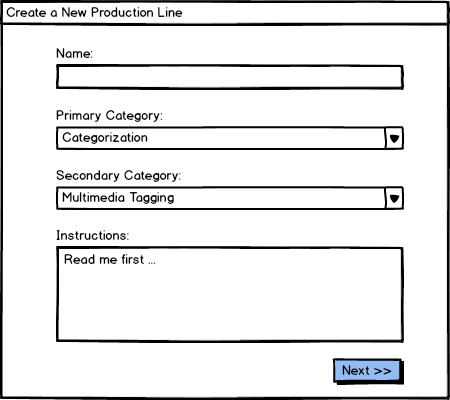 Create a New Production Line
Name:
Primary Category:
Categorization
Secondary Category:
Multimedia Tagging
Instructions:
Read me first ...
Next >>